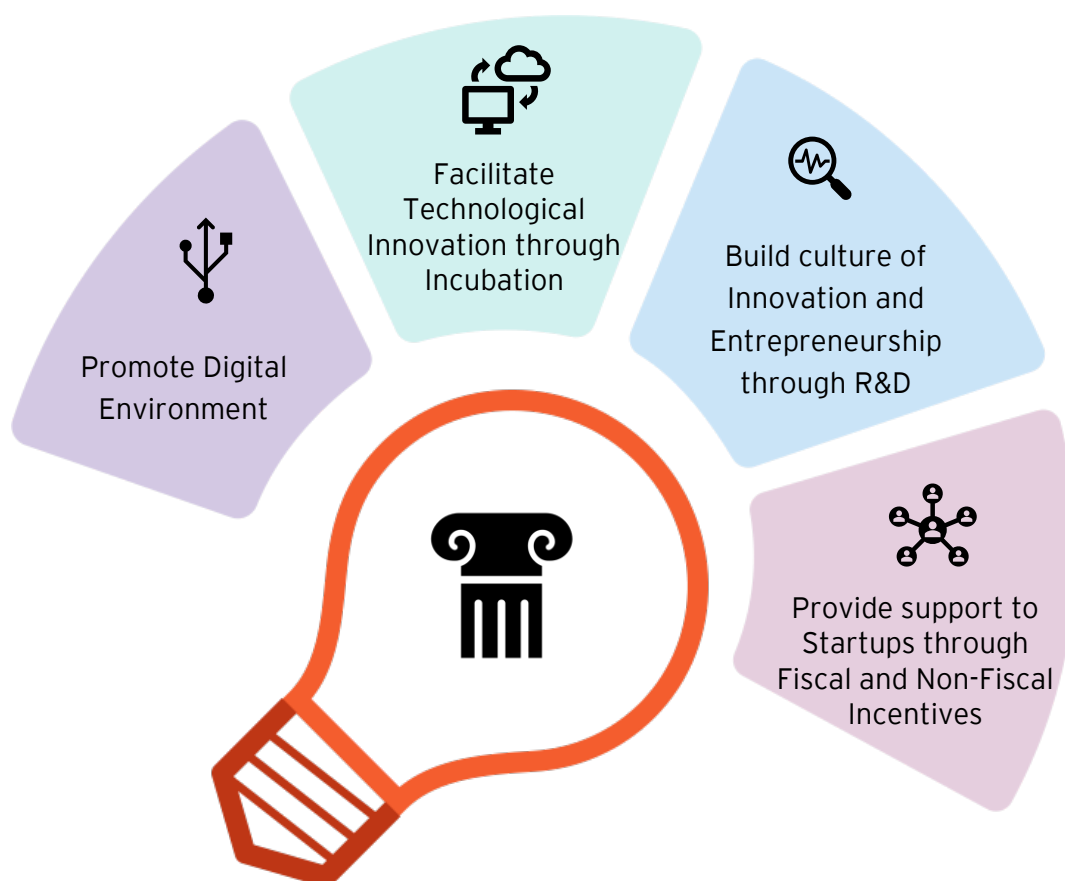 Promote Digital
Environment
Facilitate
Technological
Innovation through
Incubation
Build culture of
Innovation and
Entrepreneurship
through R&D
Provide support to
Startups through
Fiscal and Non-Fiscal
Incentives